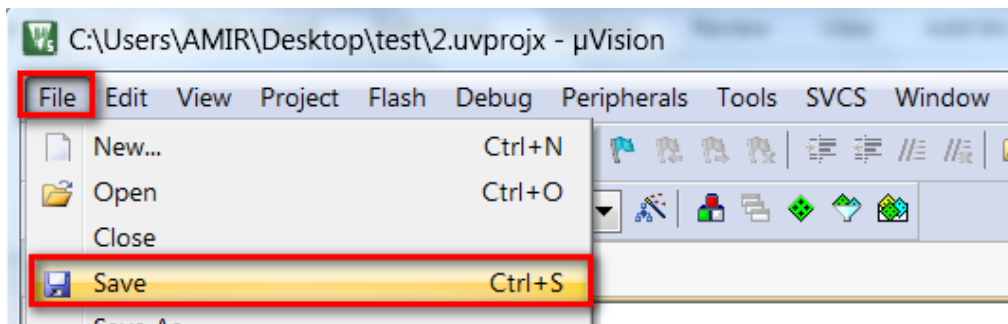 C:\Users\AMIR\Desktop\test\2.uvprojx - µVision
File Edit View Project Flash Debug Peripherals Tools SVCS Window
New... Ctrl+N
Open Ctrl+O
Close
Save Ctrl+S